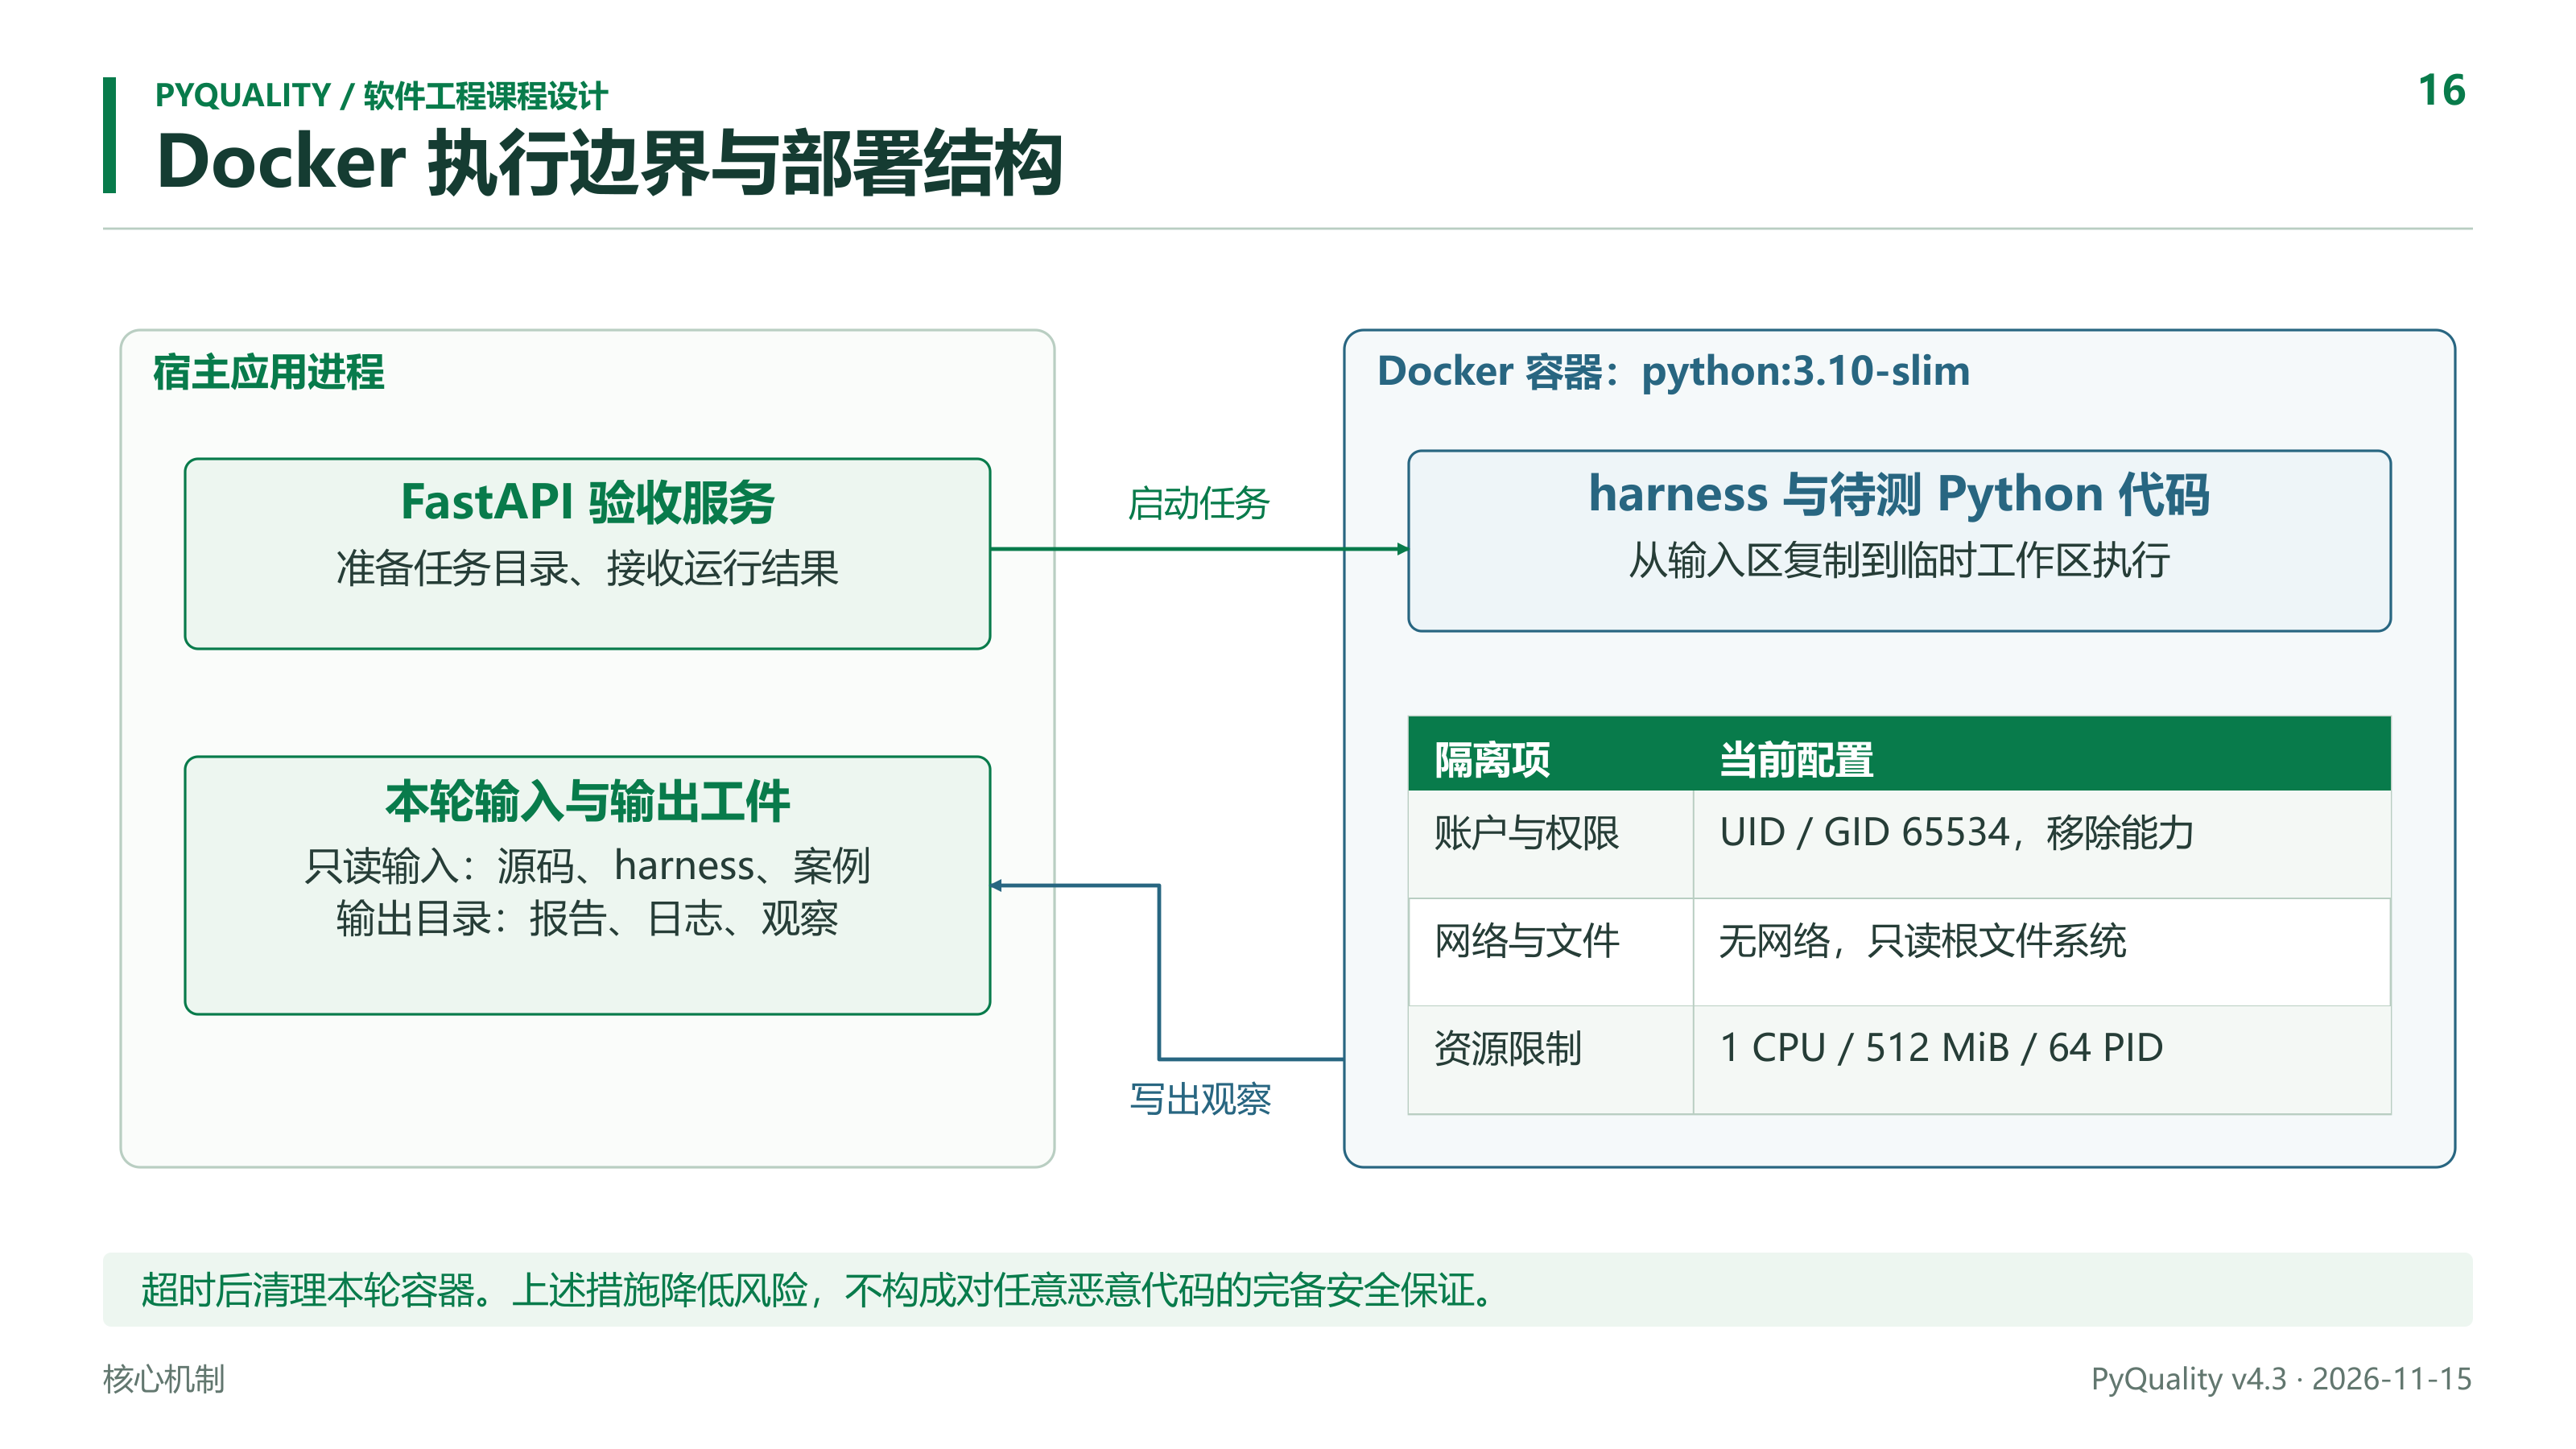 PYQUALITY / 软件工程课程设计
16
Docker 执行边界与部署结构
宿主应用进程
FastAPI 验收服务
准备任务目录、接收运行结果
本轮输入与输出工件
只读输入：源码、harness、案例
输出目录：报告、日志、观察
启动任务
写出观察
Docker 容器：python:3.10-slim
harness 与待测 Python 代码
从输入区复制到临时工作区执行
隔离项 当前配置
账户与权限 UID / GID 65534，移除能力
网络与文件 无网络，只读根文件系统
资源限制 1 CPU / 512 MiB / 64 PID
超时后清理本轮容器。上述措施降低风险，不构成对任意恶意代码的完备安全保证。
核心机制
PyQuality v4.3 · 2026-11-15